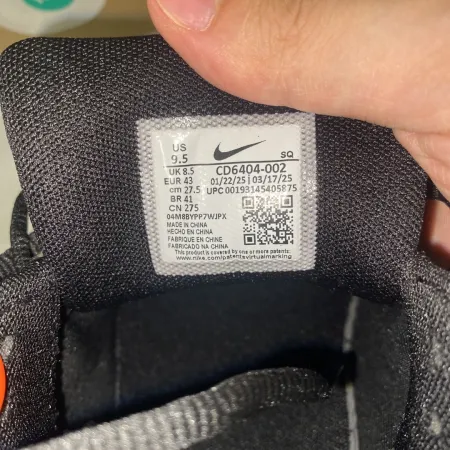 US
9.5
SQ
UK 8.5
EUR 43
cm 27.5
BR 41
CN 275
CD6404-002
01/22/25 | 03/17/25
UPC 00193145405875
04M8BYPP7WJPX
MADE IN CHINA
HECHO EN CHINA
FABRIQUE EN CHINE
FABRICADO NA CHINA
This product is covered by one or more patents:
www.nike.com/patentsvirtualmarking